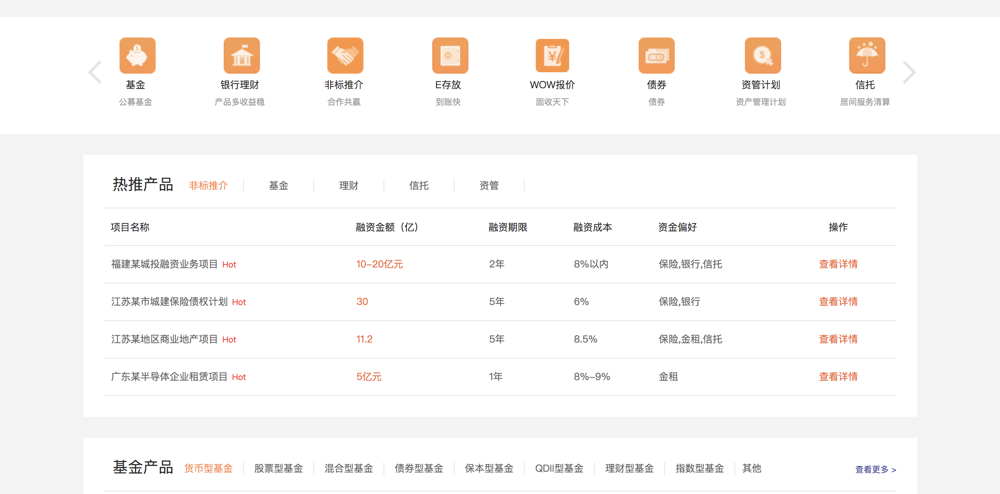 基金 银行理财 非标推介 E存放 WOW报价 债券 资管计划 信托
公募基金 产品多收益稳 合作共赢 到账快 固收天下 债券 资产管理计划 居间服务清算
热推产品 非标推介 基金 理财 信托 资管
项目名称 融资金额（亿） 融资期限 融资成本 资金偏好 操作
福建某城投融资业务项目 Hot 10-20亿元 2年 8%以内 保险,银行,信托 查看详情
江苏某市城建保险债权计划 Hot 30 5年 6% 保险,银行 查看详情
江苏某地区商业地产项目 Hot 11.2 5年 8.5% 保险,金租,信托 查看详情
广东某半导体企业租赁项目 Hot 5亿元 1年 8%-9% 金租 查看详情
基金产品 货币型基金 股票型基金 混合型基金 债券型基金 保本型基金 QDII型基金 理财型基金 指数型基金 其他 查看更多 >